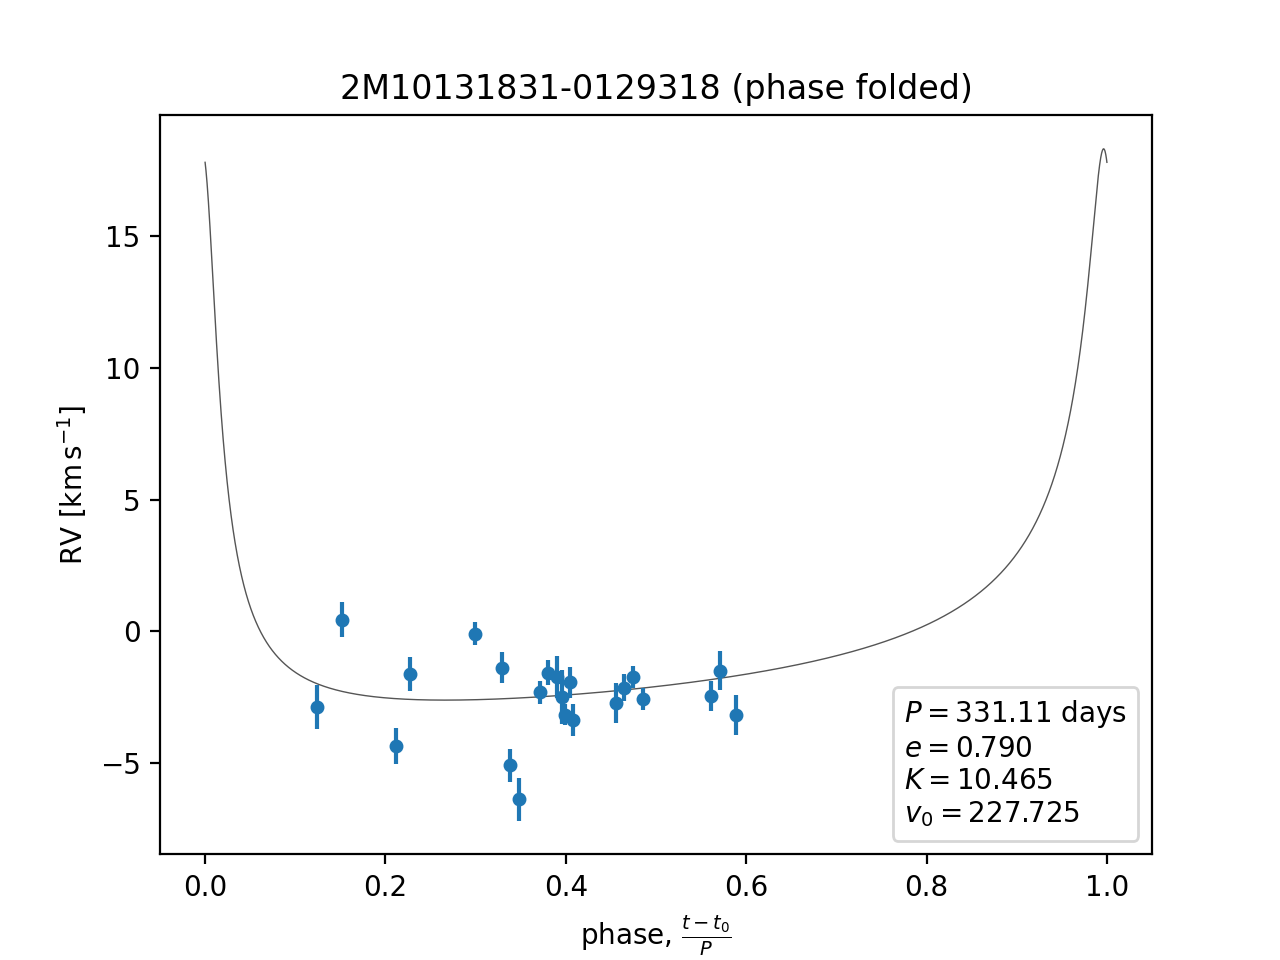 2M10131831-0129318 (phase folded)
RV [km s⁻¹]
15
10
5
0
−5
P = 331.11 days
e = 0.790
K = 10.465
v₀ = 227.725
0.0 0.2 0.4 0.6 0.8 1.0
phase, (t − t₀)/P